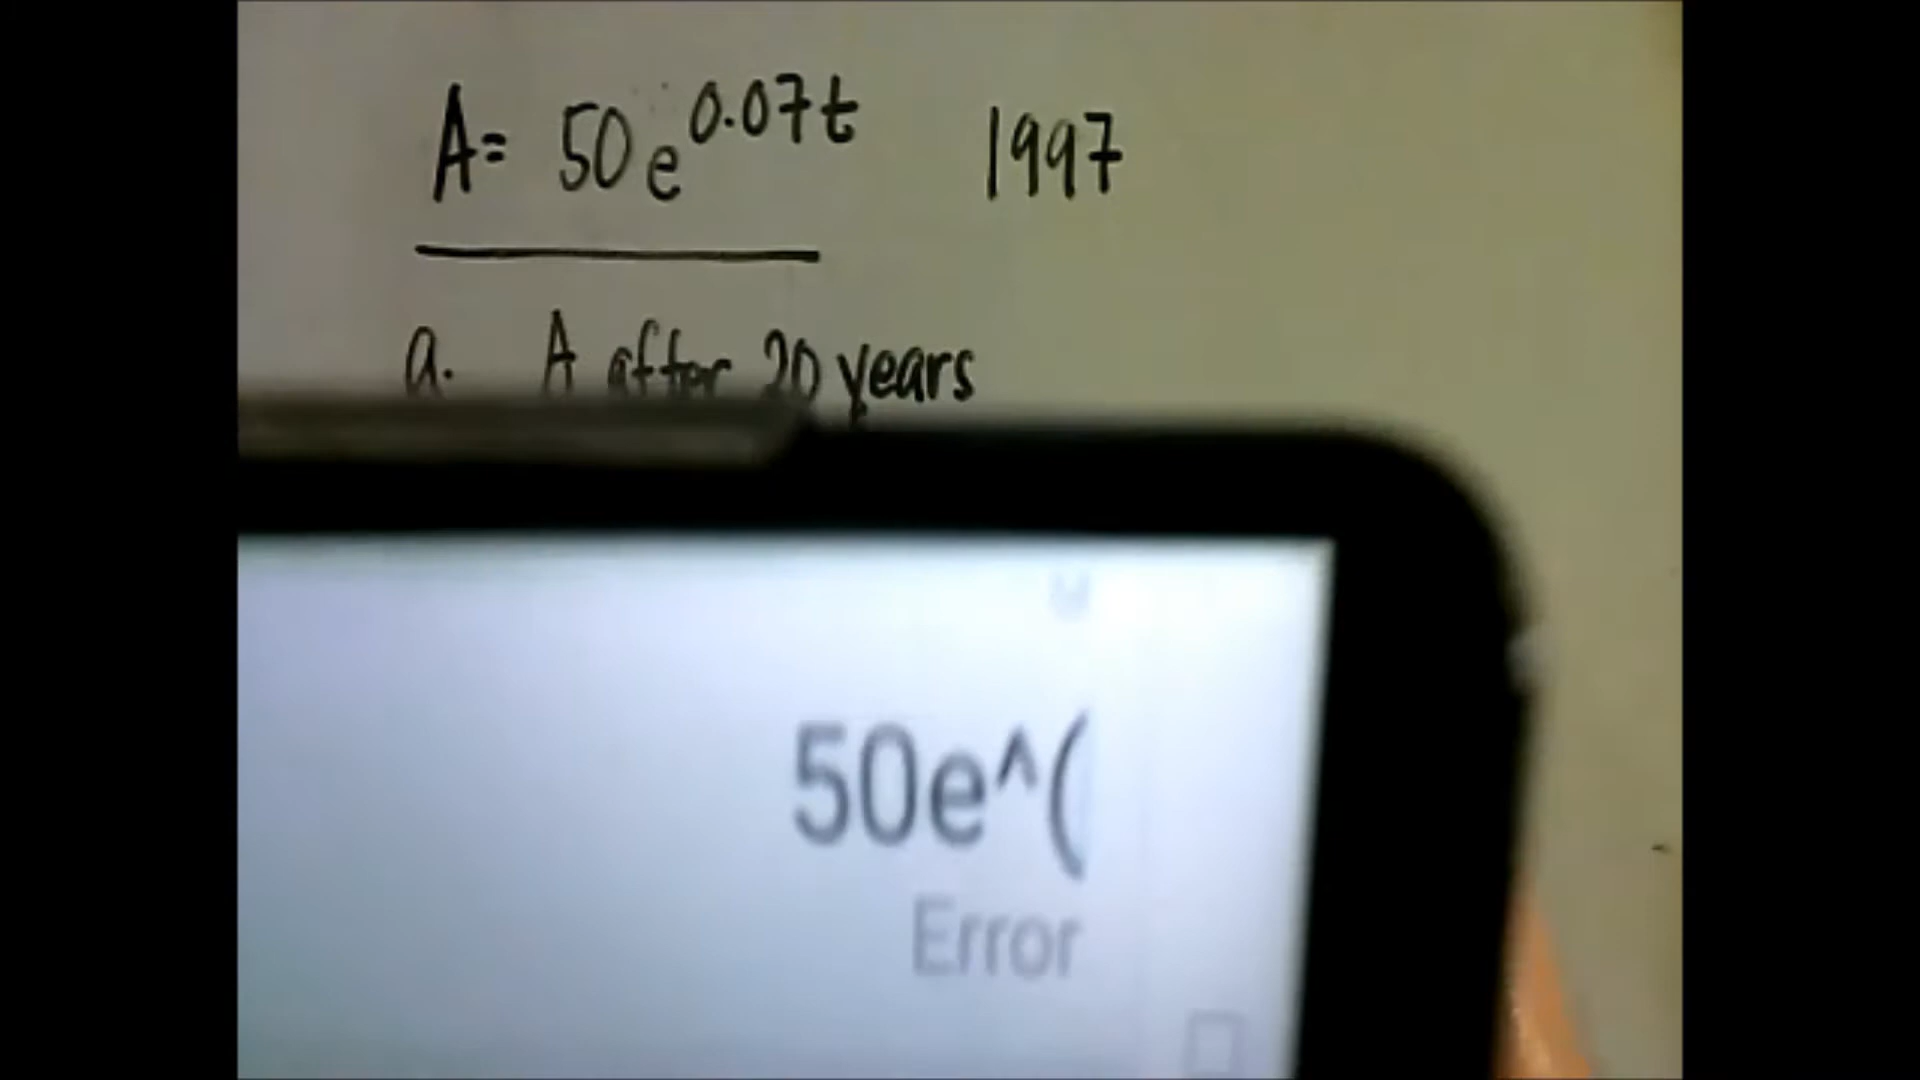 A= 50e^0.07t 1997
a. A after 20 years
50e^(
Error